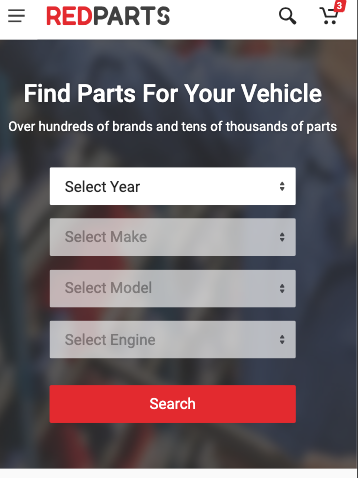 REDPARTS
3
Find Parts For Your Vehicle
Over hundreds of brands and tens of thousands of parts
Select Year
Select Make
Select Model
Select Engine
Search